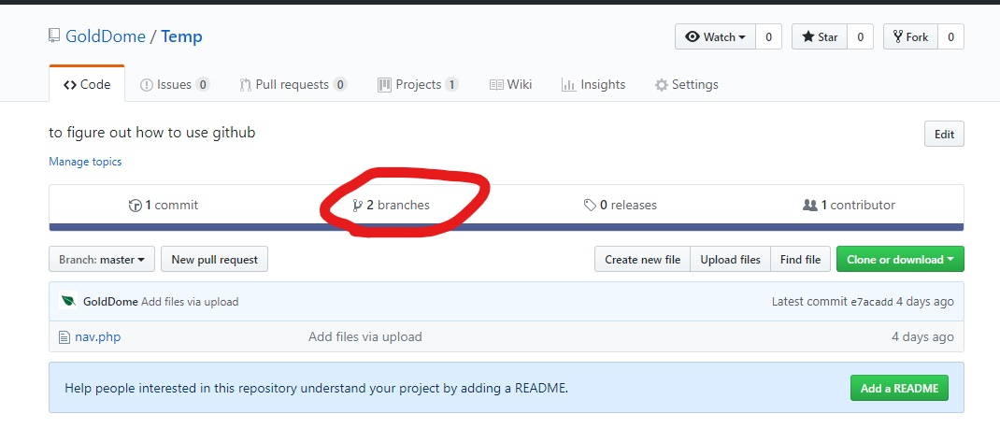 GoldDome / Temp
Watch 0 Star 0 Fork 0
Code Issues 0 Pull requests 0 Projects 1 Wiki Insights Settings
to figure out how to use github
Edit
Manage topics
1 commit 2 branches 0 releases 1 contributor
Branch: master New pull request Create new file Upload files Find file Clone or download
GoldDome Add files via upload Latest commit e7acadd 4 days ago
nav.php Add files via upload 4 days ago
Help people interested in this repository understand your project by adding a README. Add a README